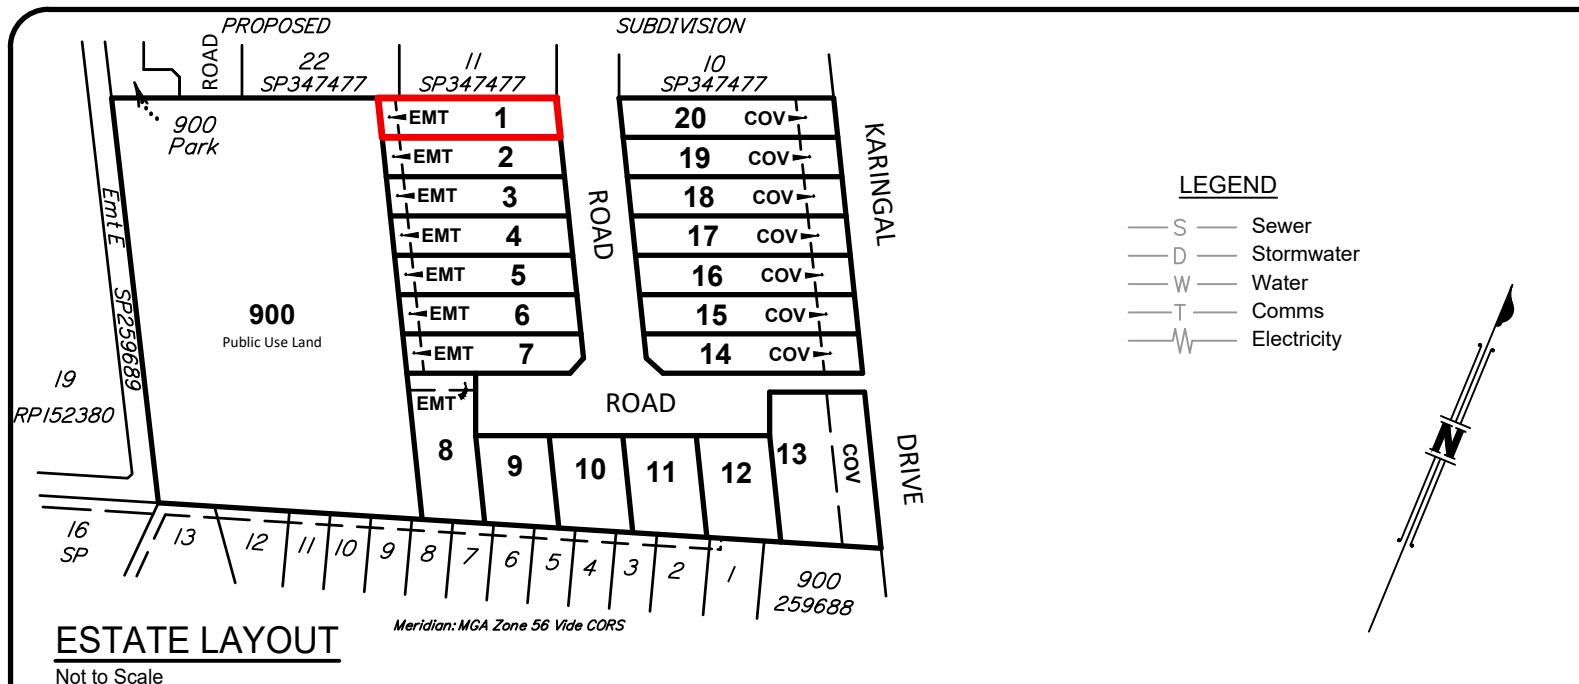 PROPOSED
SUBDIVISION
ROAD
22
SP347477
11
SP347477
10
SP347477
900
Park
EMT 1
EMT 2
EMT 3
EMT 4
EMT 5
EMT 6
EMT 7
20 COV
19 COV
18 COV
17 COV
16 COV
15 COV
14 COV
ROAD
KARINGAL
DRIVE
Emt E SP259689
900
Public Use Land
19
RP152380
EMT
8
ROAD
9
10
11
12
13
COV
16
SP
13
12
11
10
9
8
7
6
5
4
3
2
1
900
259688
Meridian: MGA Zone 56 Vide CORS
ESTATE LAYOUT
Not to Scale
LEGEND
S Sewer
D Stormwater
W Water
T Comms
Electricity
N